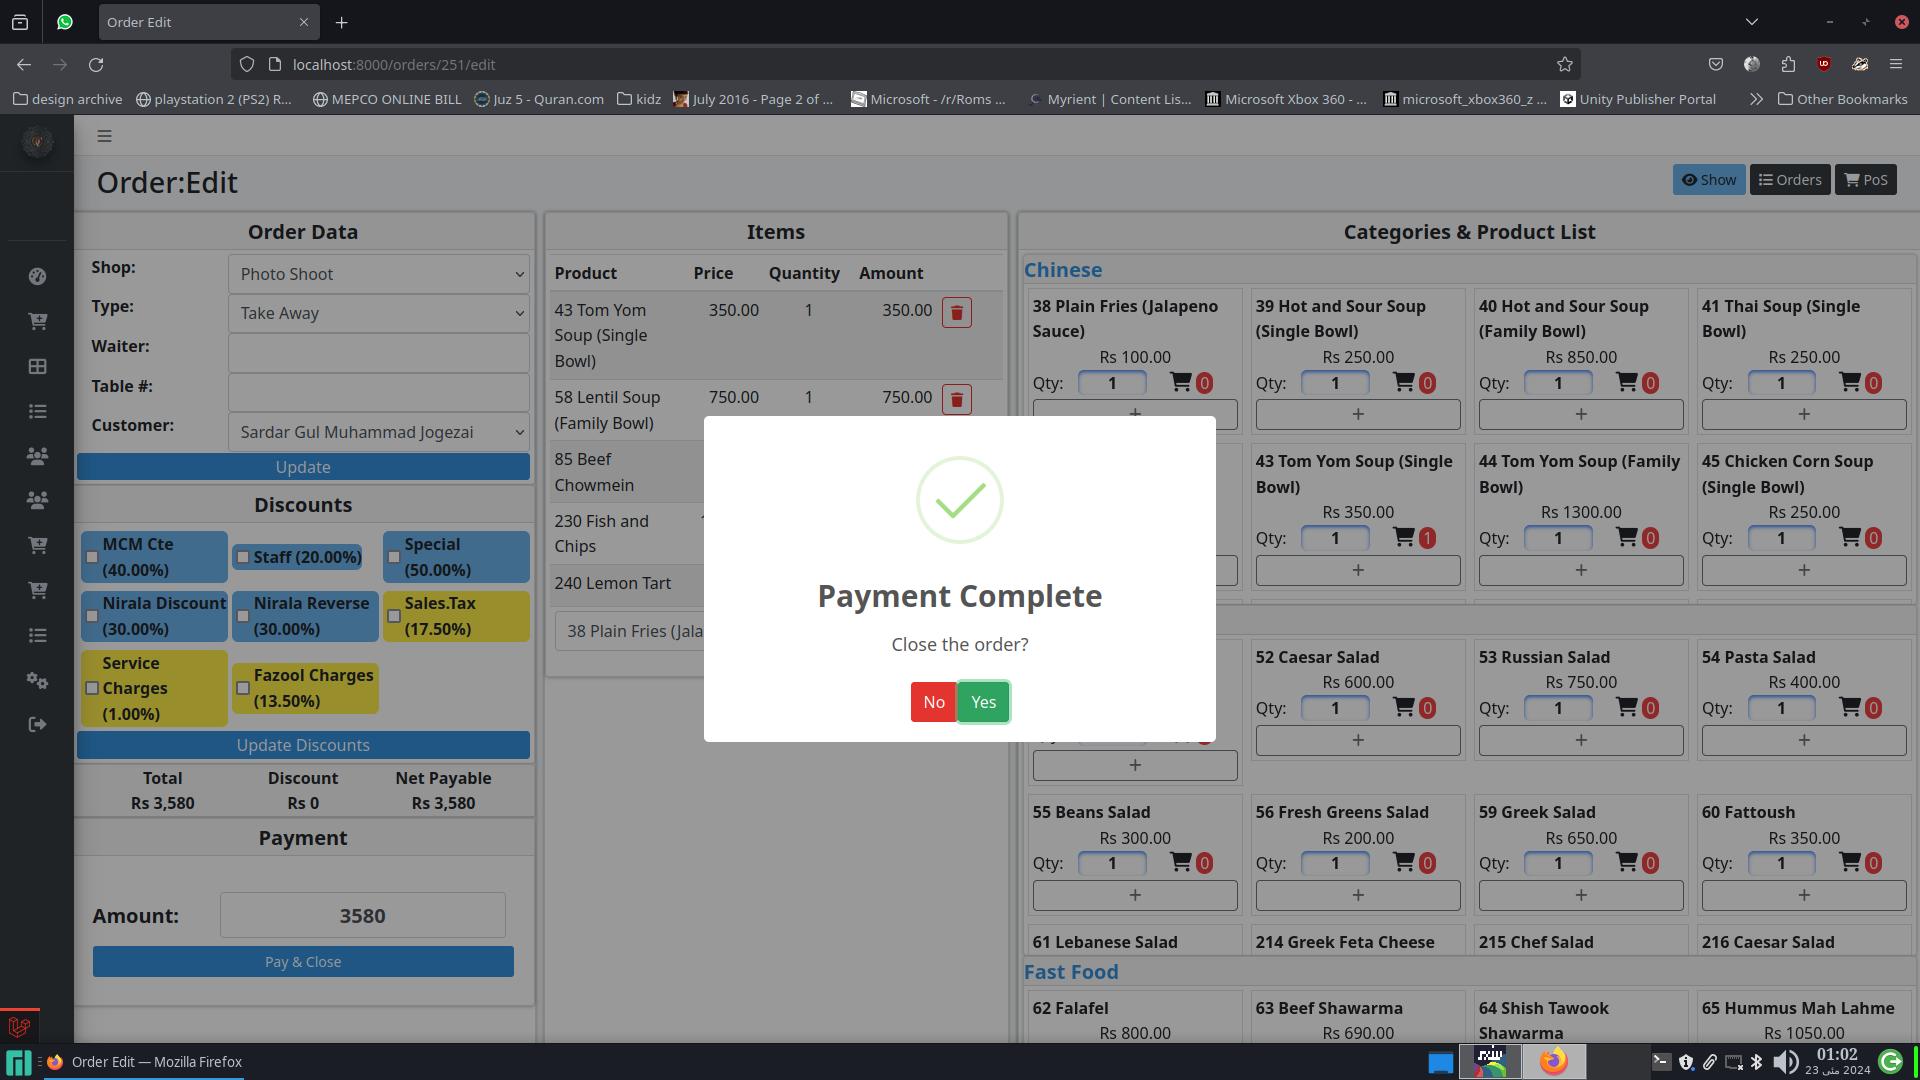 Order Edit
localhost:8000/orders/251/edit
design archive
playstation 2 (PS2) R...
MEPCO ONLINE BILL
Juz 5 - Quran.com
kidz
July 2016 - Page 2 of ...
Microsoft - /r/Roms ...
Myrient | Content Lis...
Microsoft Xbox 360 - ...
microsoft_xbox360_z ...
Unity Publisher Portal
Other Bookmarks
Order:Edit
Show
Orders
PoS
Order Data
Shop:
Photo Shoot
Type:
Take Away
Waiter:
Table #:
Customer:
Sardar Gul Muhammad Jogezai
Update
Discounts
MCM Cte
(40.00%)
Staff (20.00%)
Special
(50.00%)
Nirala Discount
(30.00%)
Nirala Reverse
(30.00%)
Sales.Tax
(17.50%)
Service
Charges
(1.00%)
Fazool Charges
(13.50%)
Update Discounts
Total Discount Net Payable
Rs 3,580 Rs 0 Rs 3,580
Payment
Amount: 3580
Pay & Close
Items
Product Price Quantity Amount
43 Tom Yom 350.00 1 350.00
Soup (Single
Bowl)
58 Lentil Soup 750.00 1 750.00
(Family Bowl)
85 Beef
Chowmein
230 Fish and
Chips
240 Lemon Tart
38 Plain Fries (Jala
Payment Complete
Close the order?
No
Yes
Categories & Product List
Chinese
38 Plain Fries (Jalapeno
Sauce)
Rs 100.00
Qty: 1 0
+
39 Hot and Sour Soup
(Single Bowl)
Rs 250.00
Qty: 1 0
+
40 Hot and Sour Soup
(Family Bowl)
Rs 850.00
Qty: 1 0
+
41 Thai Soup (Single
Bowl)
Rs 250.00
Qty: 1 0
+
43 Tom Yom Soup (Single
Bowl)
Rs 350.00
Qty: 1 1
+
44 Tom Yom Soup (Family
Bowl)
Rs 1300.00
Qty: 1 0
+
45 Chicken Corn Soup
(Single Bowl)
Rs 250.00
Qty: 1 0
+
52 Caesar Salad
Rs 600.00
Qty: 1 0
+
53 Russian Salad
Rs 750.00
Qty: 1 0
+
54 Pasta Salad
Rs 400.00
Qty: 1 0
+
+
55 Beans Salad
Rs 300.00
Qty: 1 0
+
56 Fresh Greens Salad
Rs 200.00
Qty: 1 0
+
59 Greek Salad
Rs 650.00
Qty: 1 0
+
60 Fattoush
Rs 350.00
Qty: 1 0
+
61 Lebanese Salad
214 Greek Feta Cheese
215 Chef Salad
216 Caesar Salad
Fast Food
62 Falafel
Rs 800.00
63 Beef Shawarma
Rs 690.00
64 Shish Tawook
Shawarma
65 Hummus Mah Lahme
Rs 1050.00
Order Edit — Mozilla Firefox
01:02
23 مئی 2024